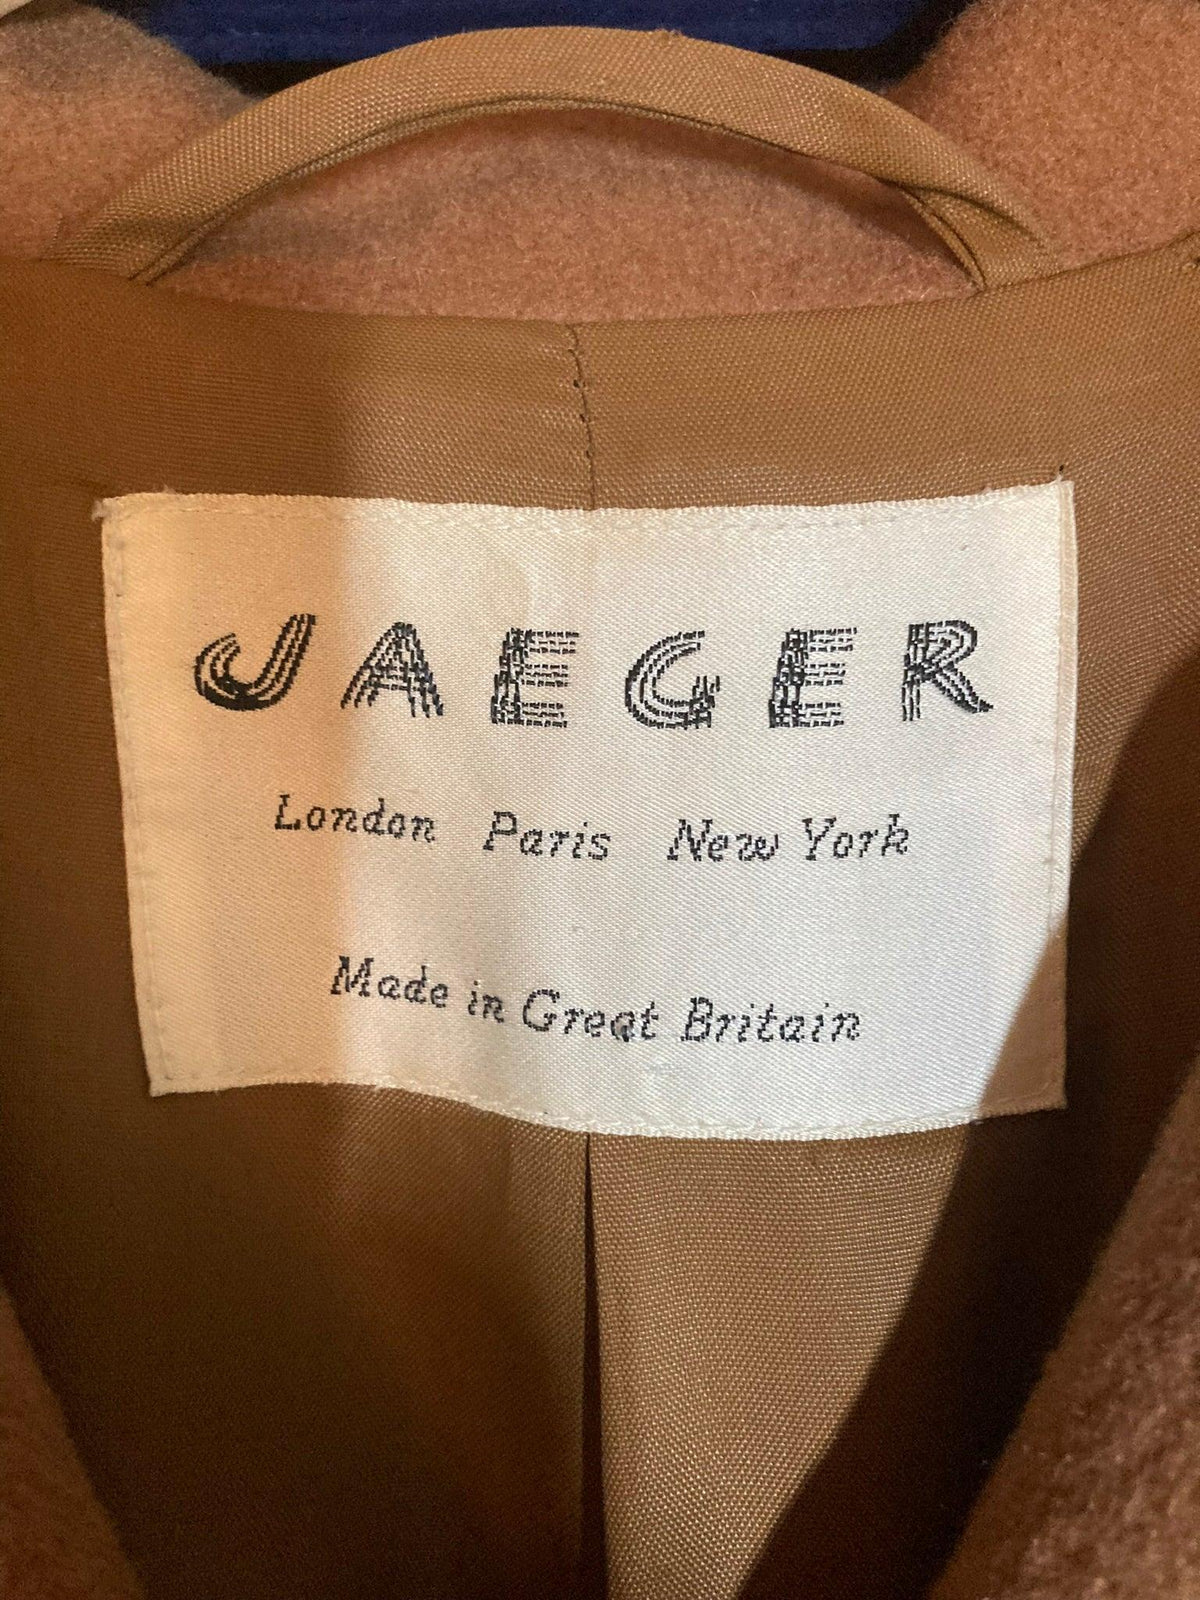 JAEGER
London Paris New York
Made in Great Britain